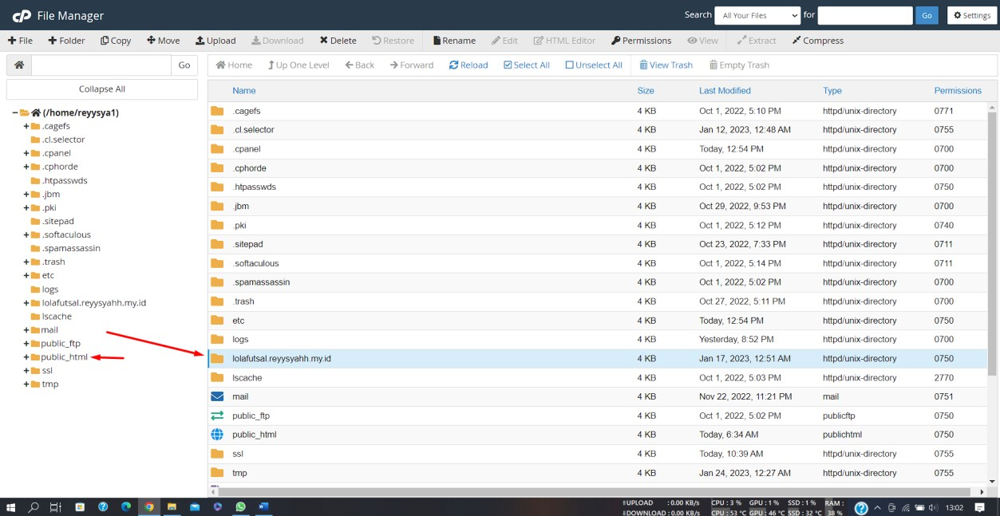 cP File Manager
Search All Your Files for Go Settings
File Folder Copy Move Upload Download Delete Restore Rename Edit HTML Editor Permissions View Extract Compress
Go
Home Up One Level Back Forward Reload Select All Unselect All View Trash Empty Trash
Collapse All
(/home/reyysya1)
.cagefs
.cl.selector
.cpanel
.cphorde
.htpasswds
.jbm
.pki
.sitepad
.softaculous
.spamassassin
.trash
etc
logs
lolafutsal.reyysyahh.my.id
lscache
mail
public_ftp
public_html
ssl
tmp
Name Size Last Modified Type Permissions
.cagefs 4 KB Oct 1, 2022, 5:10 PM httpd/unix-directory 0771
.cl.selector 4 KB Jan 12, 2023, 12:48 AM httpd/unix-directory 0755
.cpanel 4 KB Today, 12:54 PM httpd/unix-directory 0700
.cphorde 4 KB Oct 1, 2022, 5:02 PM httpd/unix-directory 0700
.htpasswds 4 KB Oct 1, 2022, 5:02 PM httpd/unix-directory 0750
.jbm 4 KB Oct 29, 2022, 9:53 PM httpd/unix-directory 0700
.pki 4 KB Oct 1, 2022, 5:12 PM httpd/unix-directory 0740
.sitepad 4 KB Oct 23, 2022, 7:33 PM httpd/unix-directory 0711
.softaculous 4 KB Oct 1, 2022, 5:14 PM httpd/unix-directory 0711
.spamassassin 4 KB Oct 1, 2022, 5:02 PM httpd/unix-directory 0700
.trash 4 KB Oct 27, 2022, 5:11 PM httpd/unix-directory 0700
etc 4 KB Today, 12:54 PM httpd/unix-directory 0750
logs 4 KB Yesterday, 8:52 PM httpd/unix-directory 0700
lolafutsal.reyysyahh.my.id 4 KB Jan 17, 2023, 12:51 AM httpd/unix-directory 0750
lscache 4 KB Oct 1, 2022, 5:03 PM httpd/unix-directory 2770
mail 4 KB Nov 22, 2022, 11:21 PM mail 0751
public_ftp 4 KB Oct 1, 2022, 5:02 PM publicftp 0750
public_html 4 KB Today, 6:34 AM publichtml 0750
ssl 4 KB Today, 10:39 AM httpd/unix-directory 0755
tmp 4 KB Jan 24, 2023, 12:27 AM httpd/unix-directory 0755
UPLOAD : 0.00 KB/s CPU : 3 % GPU : 1 % SSD : 1 % RAM :
DOWNLOAD : 0.00 KB/s CPU : 53 °C GPU : 46 °C SSD : 32 °C 38 %
13:02